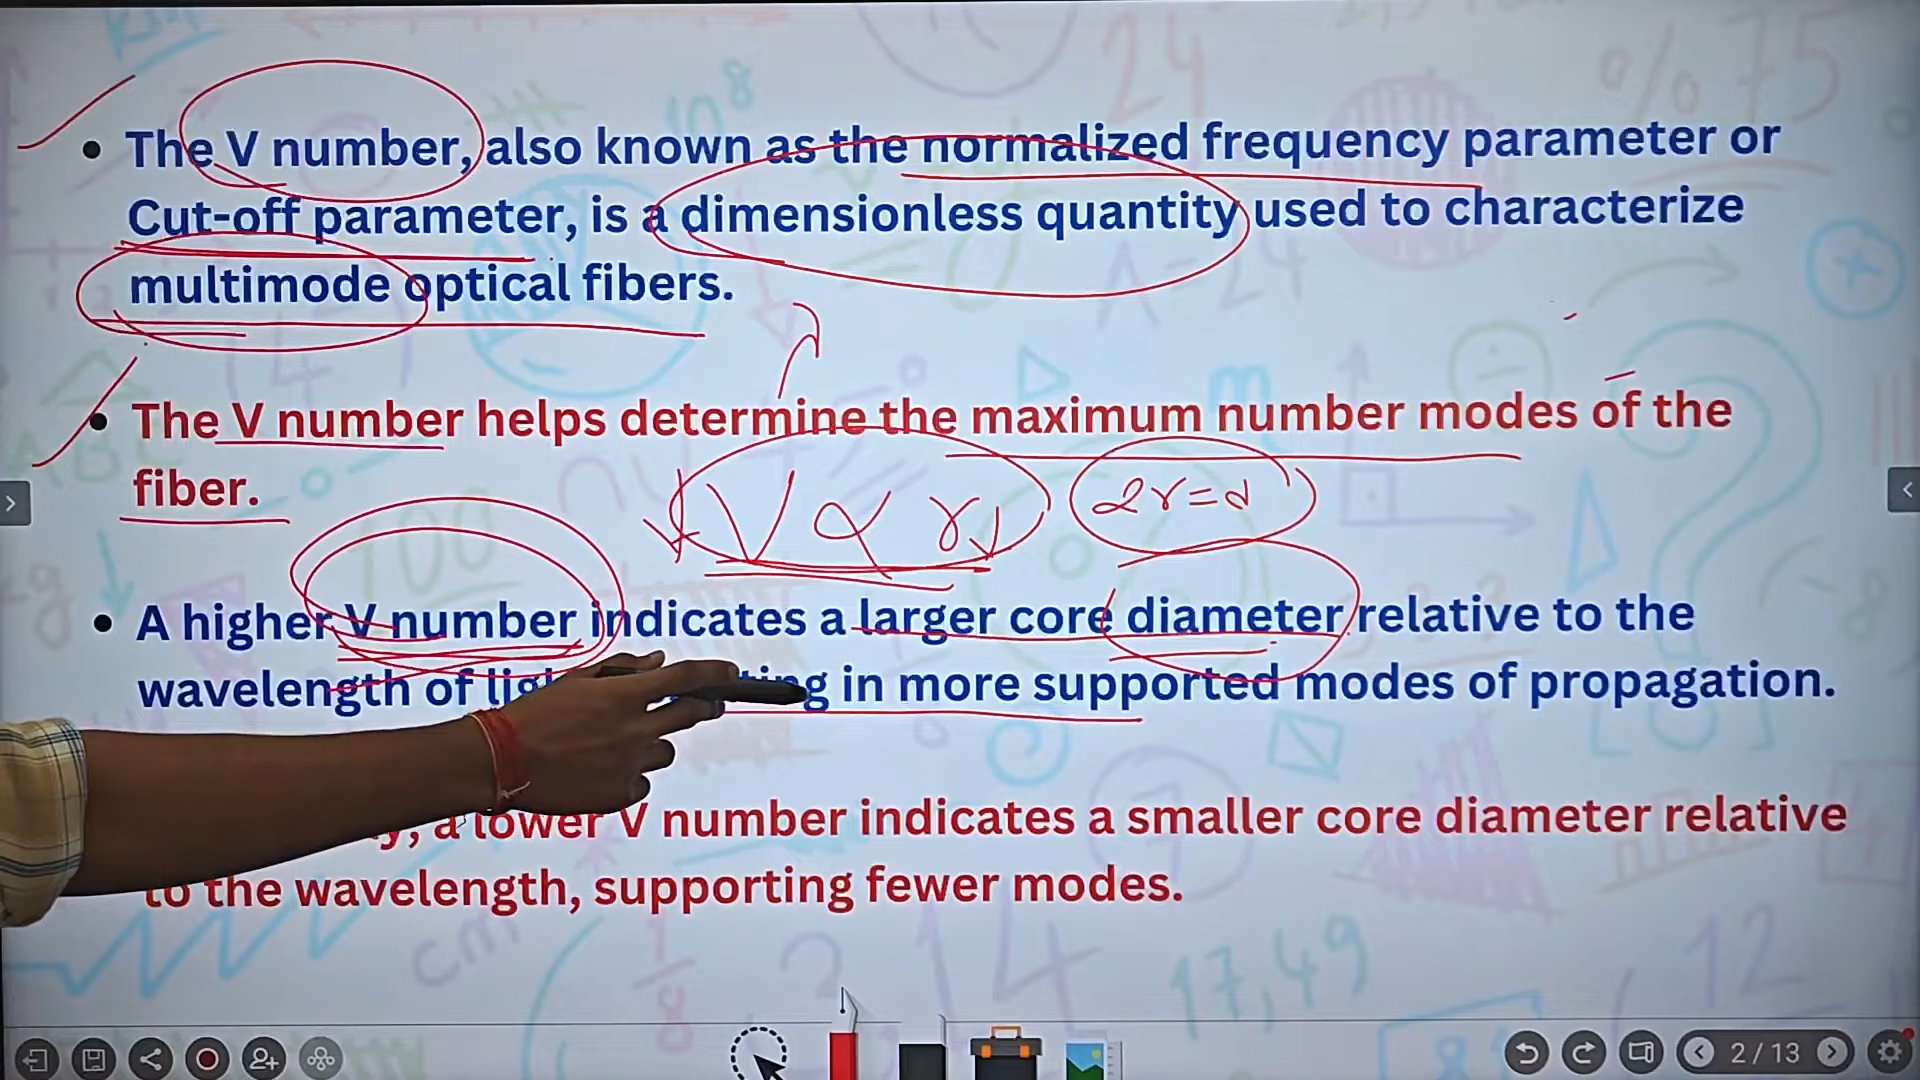 • The V number, also known as the normalized frequency parameter or
Cut-off parameter, is a dimensionless quantity used to characterize
multimode optical fibers.
• The V number helps determine the maximum number modes of the
fiber.
V ∝ r
2r=d
• A higher V number indicates a larger core diameter relative to the
wavelength of in more supported modes of propagation.
a lower V number indicates a smaller core diameter relative
to the wavelength, supporting fewer modes.
2 / 13